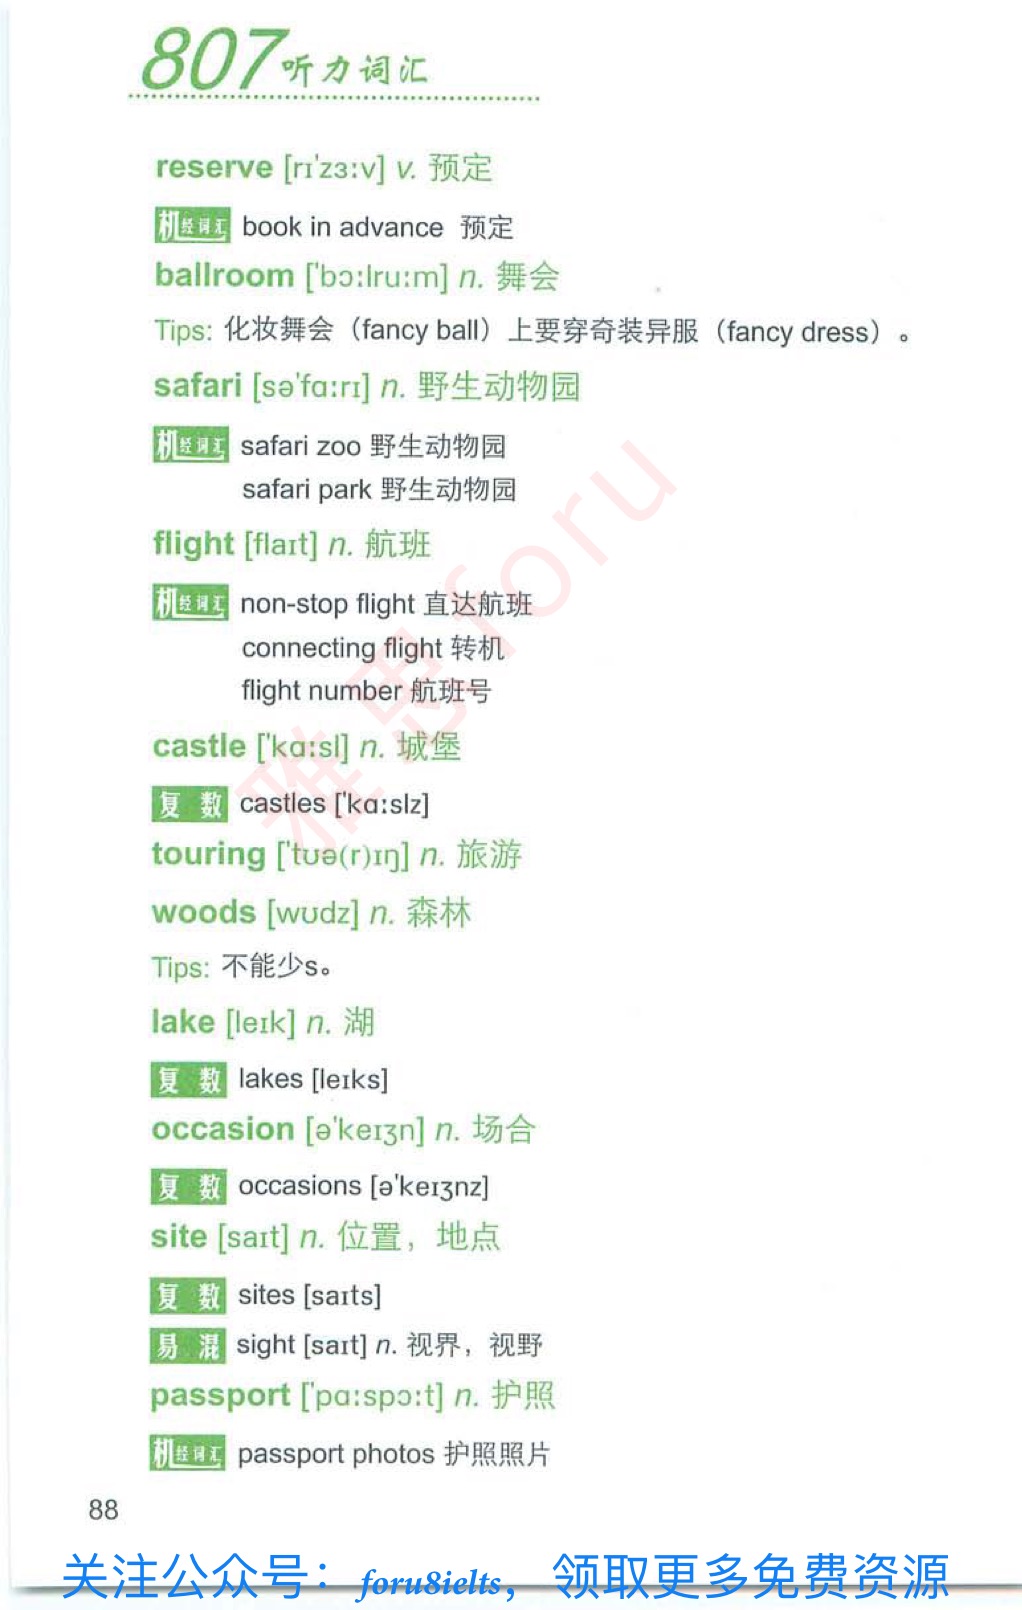 807听力词汇
reserve [rɪ'zɜːv] v. 预定
机经词汇 book in advance 预定
ballroom ['bɔːlruːm] n. 舞会
Tips: 化妆舞会（fancy ball）上要穿奇装异服（fancy dress）。
safari [sə'fɑːrɪ] n. 野生动物园
机经词汇 safari zoo 野生动物园
safari park 野生动物园
flight [flaɪt] n. 航班
机经词汇 non-stop flight 直达航班
connecting flight 转机
flight number 航班号
castle ['kɑːsl] n. 城堡
复数 castles ['kɑːslz]
touring ['tʊə(r)ɪŋ] n. 旅游
woods [wʊdz] n. 森林
Tips: 不能少s。
lake [leɪk] n. 湖
复数 lakes [leɪks]
occasion [ə'keɪʒn] n. 场合
复数 occasions [ə'keɪʒnz]
site [saɪt] n. 位置，地点
复数 sites [saɪts]
易混 sight [saɪt] n. 视界，视野
passport ['pɑːspɔːt] n. 护照
机经词汇 passport photos 护照照片
88
雅思foru
关注公众号：foru8ielts，领取更多免费资源